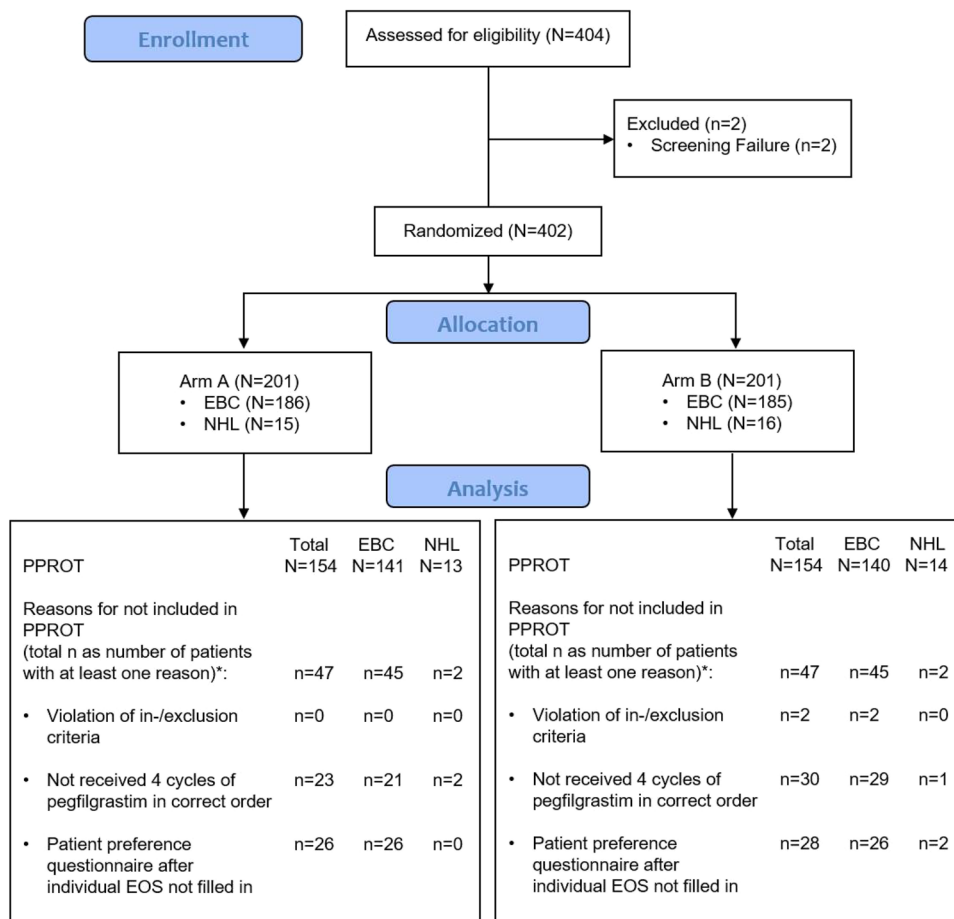 Enrollment
Assessed for eligibility (N=404)
Excluded (n=2)
• Screening Failure (n=2)
Randomized (N=402)
Allocation
Arm A (N=201)
• EBC (N=186)
• NHL (N=15)
Arm B (N=201)
• EBC (N=185)
• NHL (N=16)
Analysis
Total EBC NHL
PPROT N=154 N=141 N=13
Reasons for not included in
PPROT
(total n as number of patients
with at least one reason)*: n=47 n=45 n=2
• Violation of in-/exclusion n=0 n=0 n=0
criteria
• Not received 4 cycles of n=23 n=21 n=2
pegfilgrastim in correct order
• Patient preference n=26 n=26 n=0
questionnaire after
individual EOS not filled in
Total EBC NHL
PPROT N=154 N=140 N=14
Reasons for not included in
PPROT
(total n as number of patients
with at least one reason)*: n=47 n=45 n=2
• Violation of in-/exclusion n=2 n=2 n=0
criteria
• Not received 4 cycles of n=30 n=29 n=1
pegfilgrastim in correct order
• Patient preference n=28 n=26 n=2
questionnaire after
individual EOS not filled in